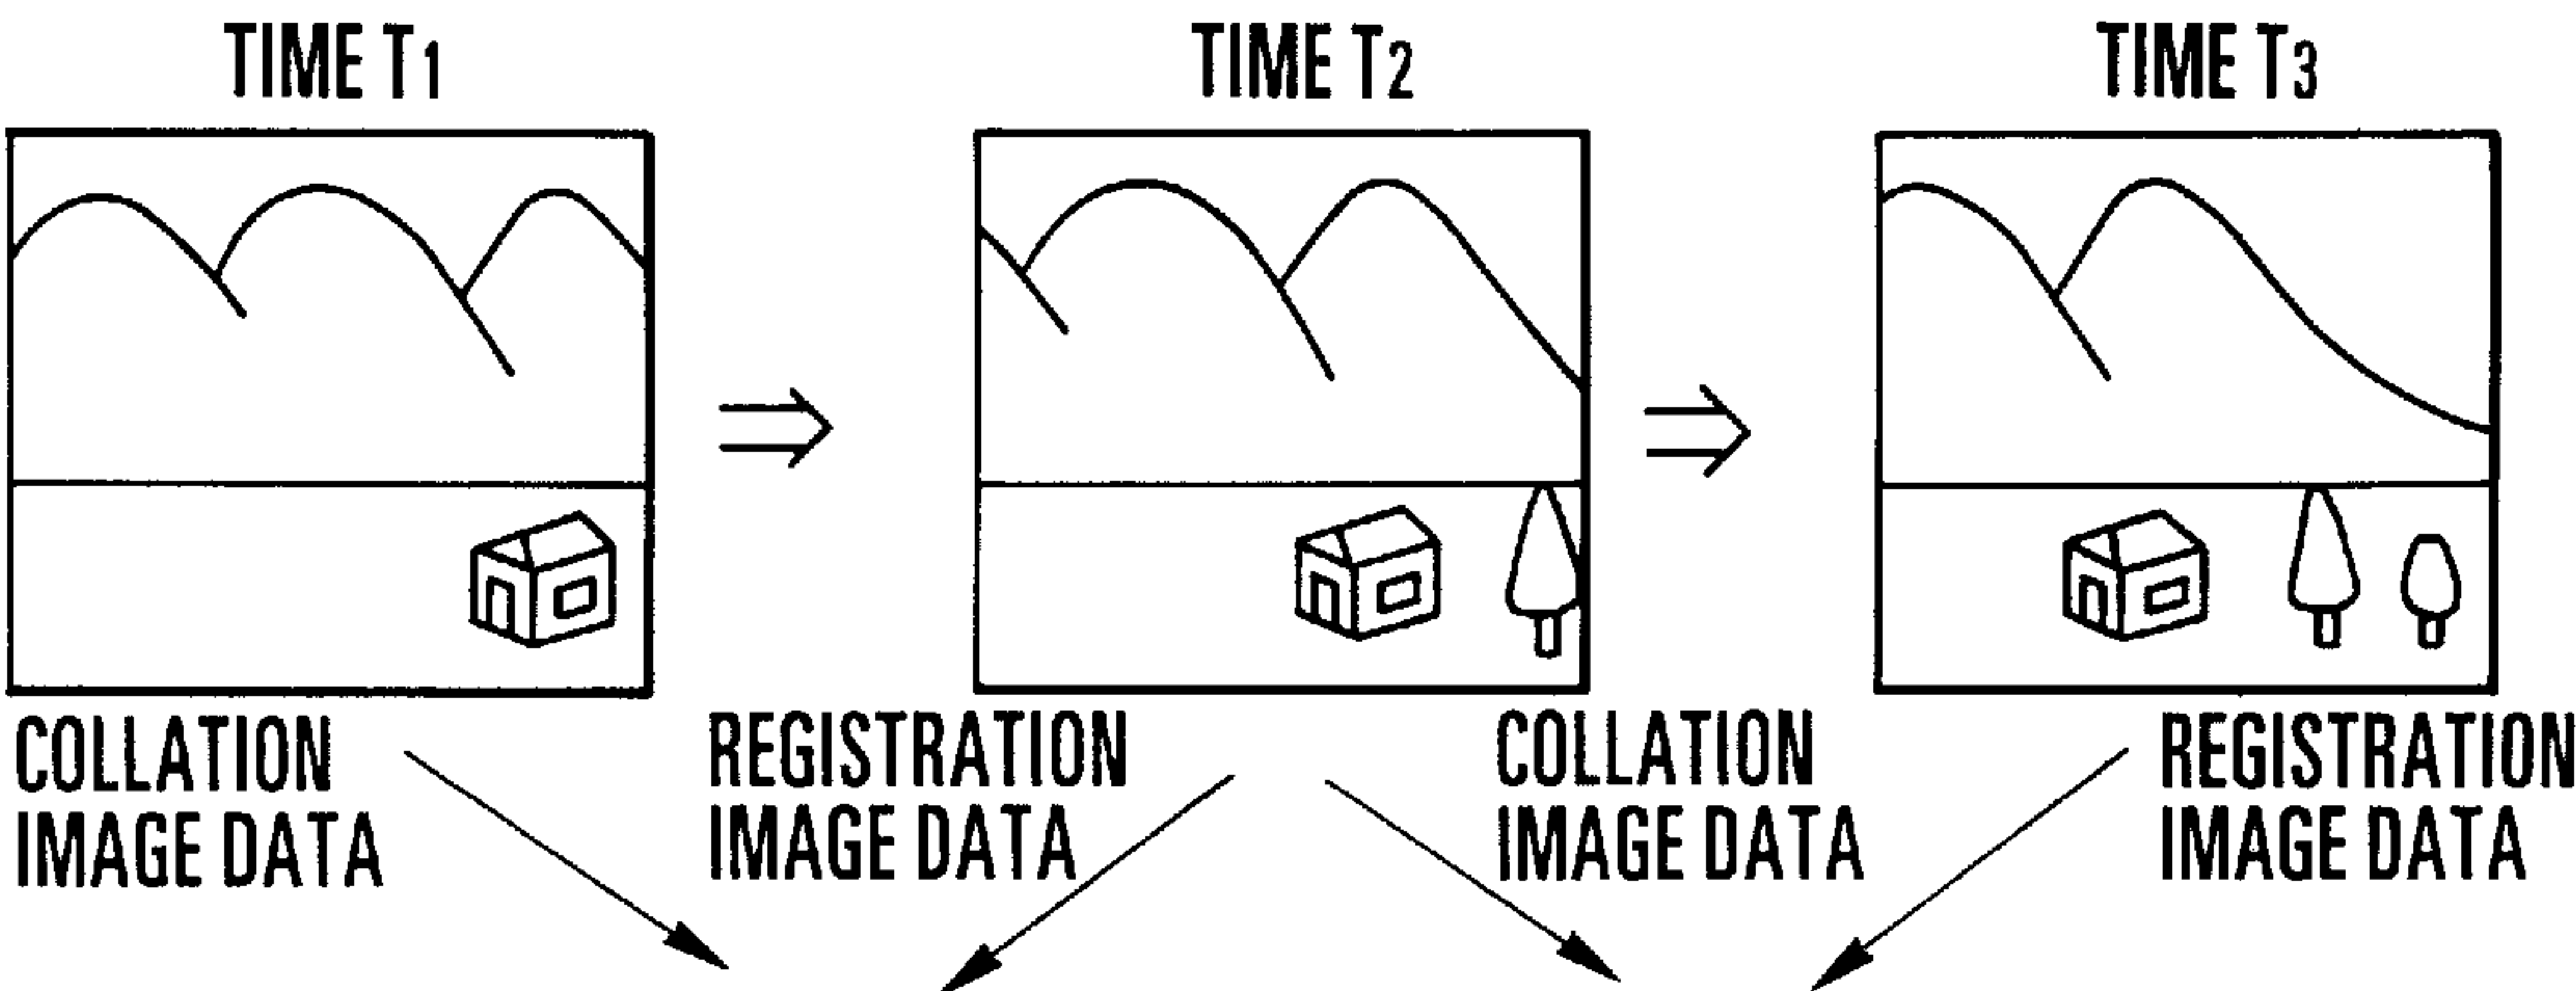 TIME T1
TIME T2
TIME T3
COLLATION
IMAGE DATA
REGISTRATION
IMAGE DATA
COLLATION
IMAGE DATA
REGISTRATION
IMAGE DATA